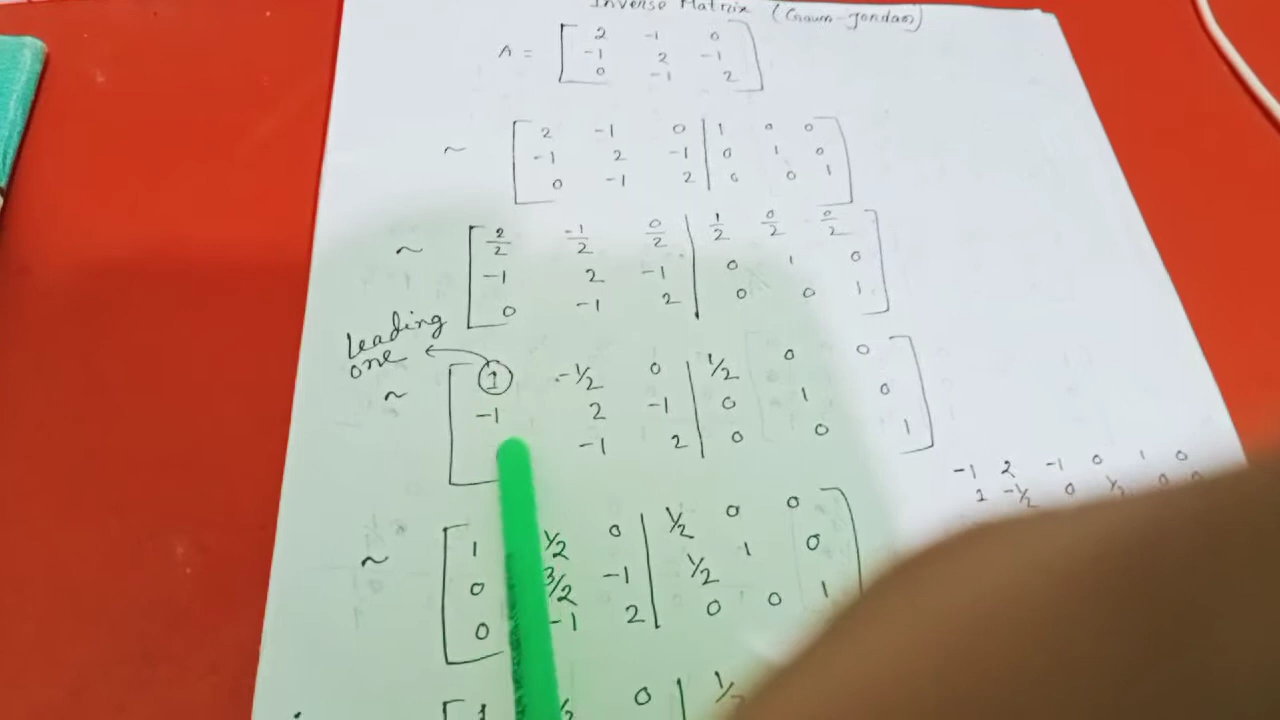 Inverse Matrix (Gauss-Jordan)
A = [ 2 -1 0
-1 2 -1
0 -1 2 ]
~ [ 2 -1 0 | 1 0 0
-1 2 -1 | 0 1 0
0 -1 2 | 0 0 1 ]
~ [ 2/2 -1/2 0/2 | 1/2 0/2 0/2
-1 2 -1 | 0 1 0
0 -1 2 | 0 0 1 ]
leading
one
~ [ 1 -1/2 0 | 1/2 0 0
-1 2 -1 | 0 1 0
-1 2 | 0 0 1 ]
-1 2 -1 0 1 0
1 -1/2 0 1/2 0 0
~ [ 1 1/2 0 | 1/2 0 0
0 3/2 -1 | 1/2 1 0
0 -1 2 | 0 0 1 ]
[ 1 0 |